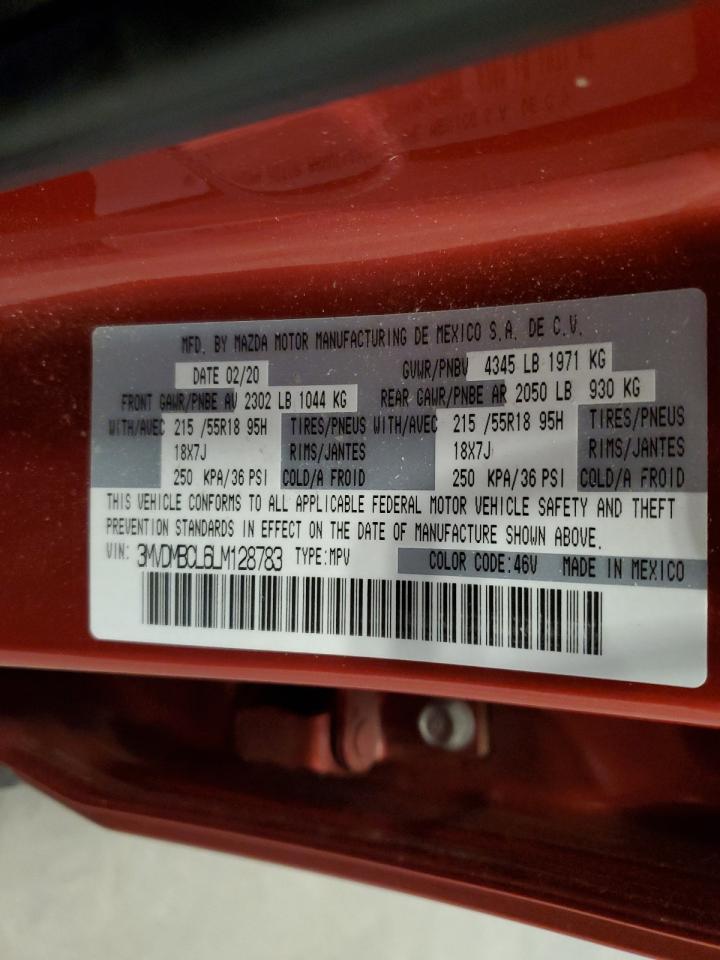 MFD. BY MAZDA MOTOR MANUFACTURING DE MEXICO S.A. DE C.V.
DATE 02/20 GVWR/PNBV 4345 LB 1971 KG
FRONT GAWR/PNBE AV 2302 LB 1044 KG REAR GAWR/PNBE AR 2050 LB 930 KG
WITH/AVEC 215 /55R18 95H TIRES/PNEUS WITH/AVEC 215 /55R18 95H TIRES/PNEUS
18X7J RIMS/JANTES 18X7J RIMS/JANTES
250 KPA/36 PSI COLD/A FROID 250 KPA/36 PSI COLD/A FROID
THIS VEHICLE CONFORMS TO ALL APPLICABLE FEDERAL MOTOR VEHICLE SAFETY AND THEFT
PREVENTION STANDARDS IN EFFECT ON THE DATE OF MANUFACTURE SHOWN ABOVE.
VIN: 3MVDMBCL6LM128783 TYPE:MPV COLOR CODE:46V MADE IN MEXICO